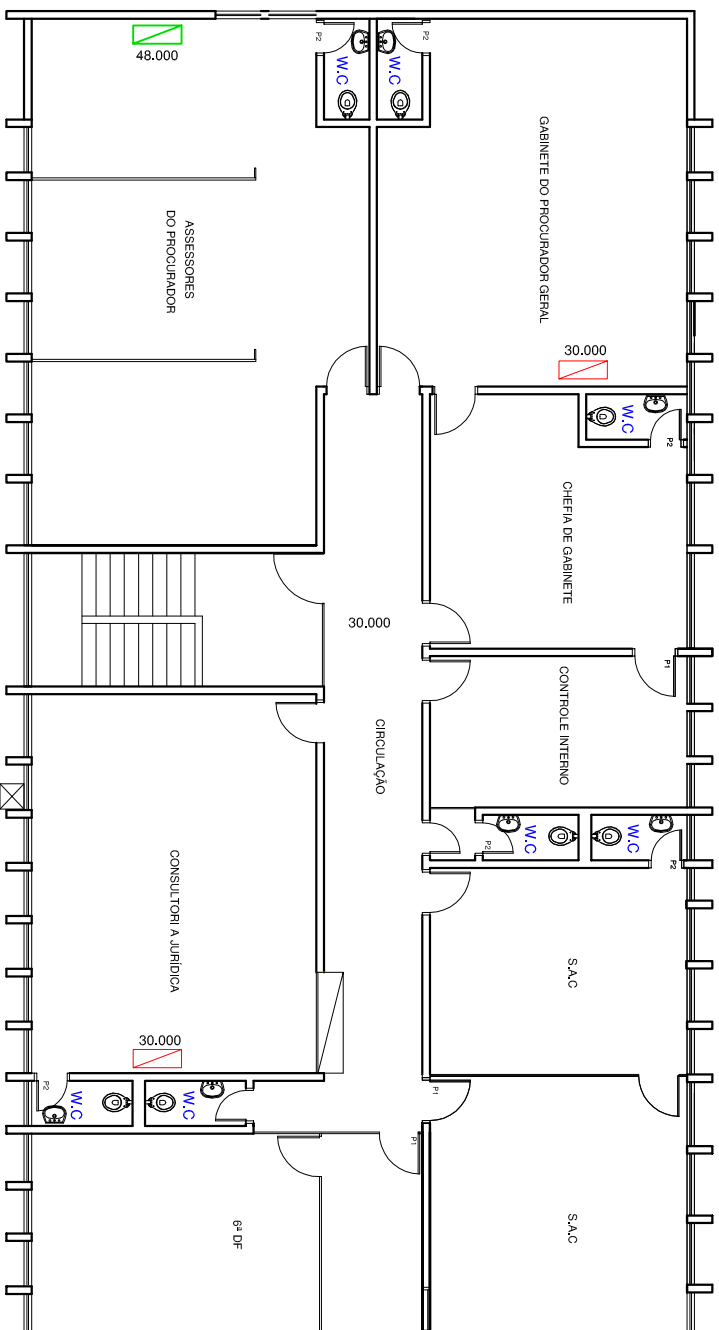 P2
P2
48.000
W.C
W.C
GABINETE DO PROCURADOR GERAL
ASSESSORES
DO PROCURADOR
30.000
W.C
P2
CHEFIA DE GABINETE
30.000
P1
CONTROLE INTERNO
CIRCULAÇÃO
W.C
W.C
P2
P2
CONSULTORI A JURÍDICA
S.A.C
30.000
P2
W.C
W.C
P1
P1
6ª DF
S.A.C